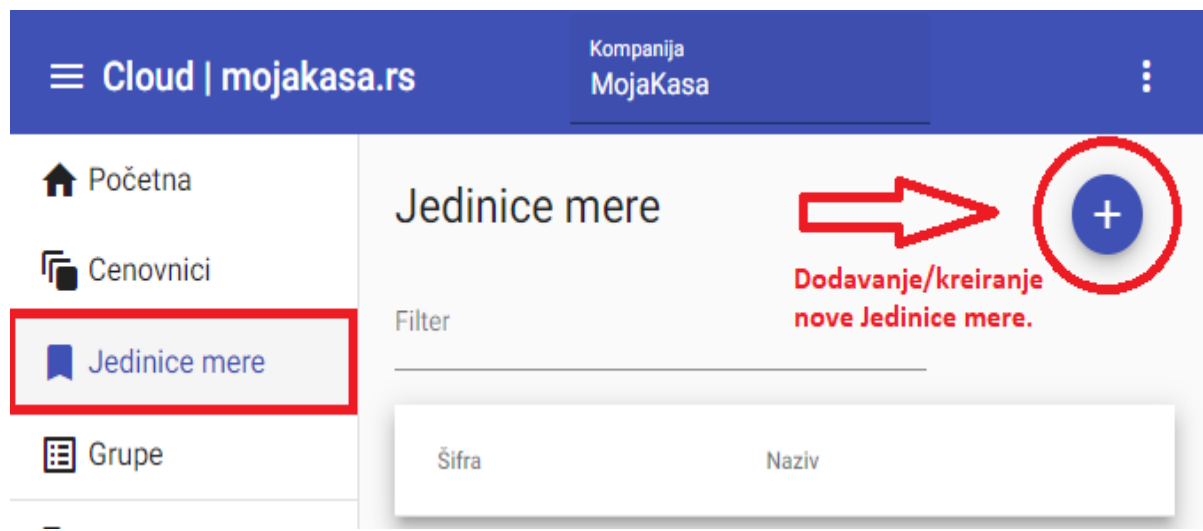 Cloud | mojakasa.rs
Kompanija
MojaKasa
Početna
Cenovnici
Jedinice mere
Grupe
Jedinice mere
Dodavanje/kreiranje
nove Jedinice mere.
Filter
Šifra
Naziv